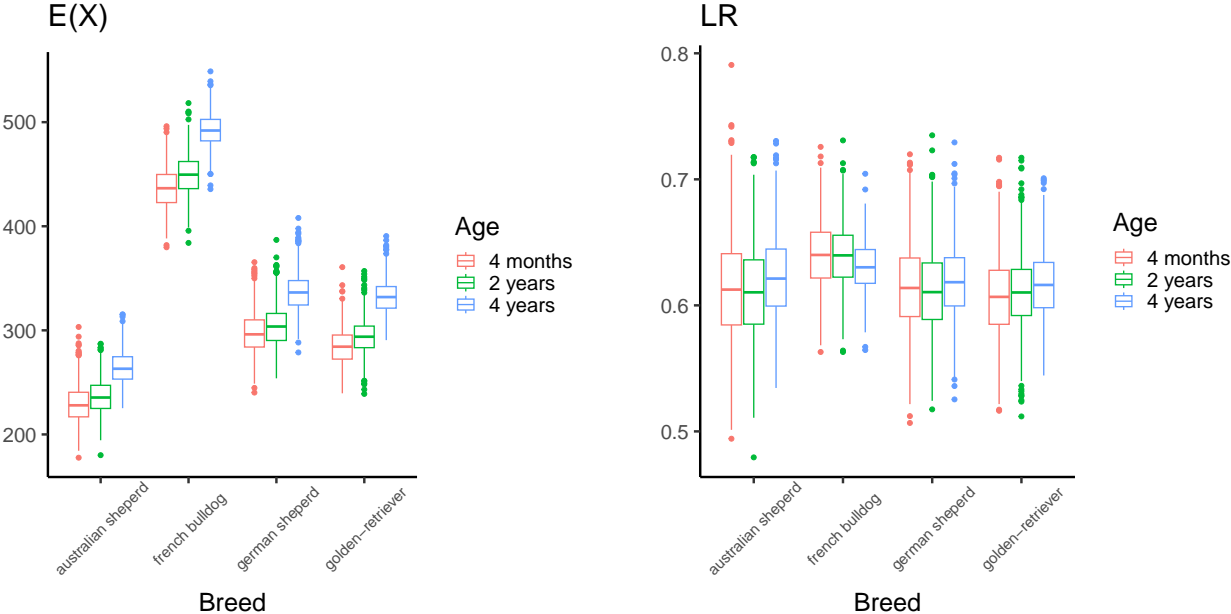 E(X)
500
400
300
200
australian sheperd
french bulldog
german sheperd
golden−retriever
Breed
Age
4 months
2 years
4 years
LR
0.8
0.7
0.6
0.5
australian sheperd
french bulldog
german sheperd
golden−retriever
Breed
Age
4 months
2 years
4 years